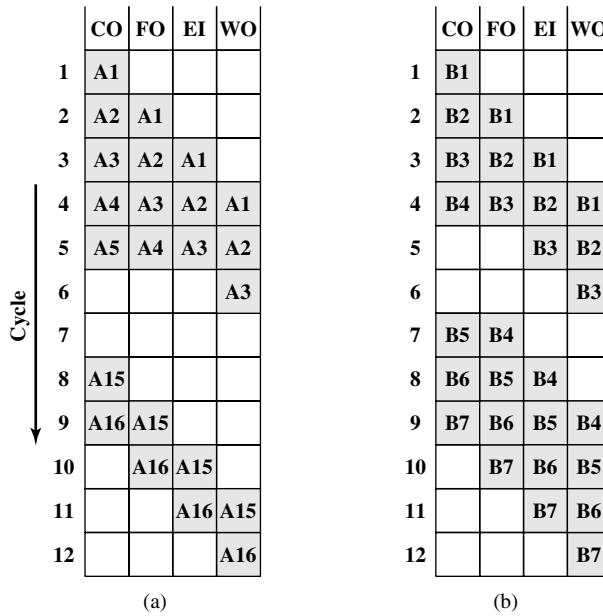 CO FO EI WO CO FO EI WO
1 A1 1 B1
2 A2 A1 2 B2 B1
3 A3 A2 A1 3 B3 B2 B1
4 A4 A3 A2 A1 4 B4 B3 B2 B1
5 A5 A4 A3 A2 5 B3 B2
6 A3 6 B3
Cycle
7 7 B5 B4
8 A15 8 B6 B5 B4
9 A16 A15 9 B7 B6 B5 B4
10 A16 A15 10 B7 B6 B5
11 A16 A15 11 B7 B6
12 A16 12 B7
(a) (b)